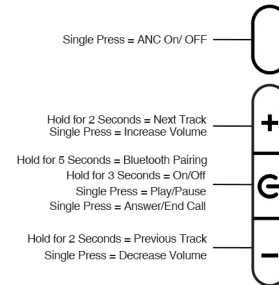 Single Press = ANC On/ OFF
Hold for 2 Seconds = Next Track
Single Press = Increase Volume
Hold for 5 Seconds = Bluetooth Pairing
Hold for 3 Seconds = On/Off
Single Press = Play/Pause
Single Press = Answer/End Call
Hold for 2 Seconds = Previous Track
Single Press = Decrease Volume